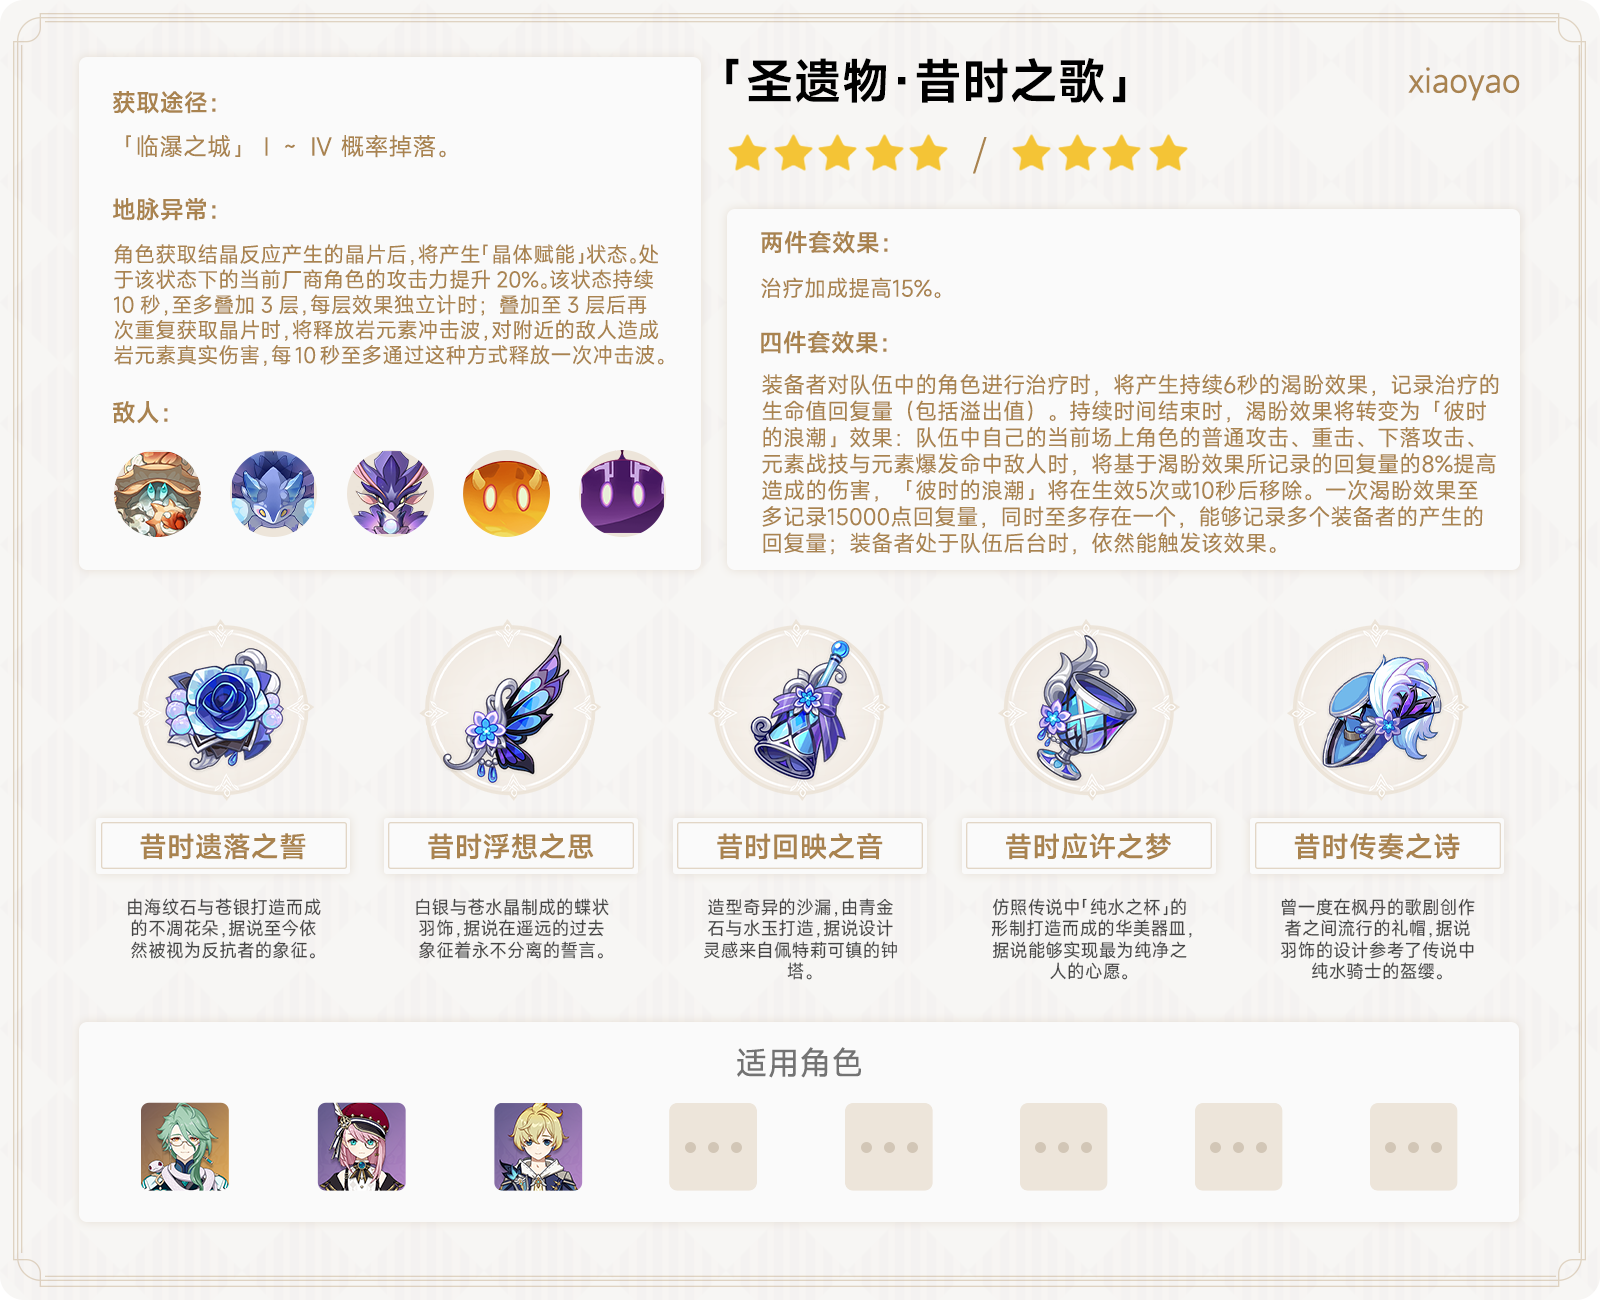 获取途径：
「临瀑之城」 I ~ IV 概率掉落。
地脉异常：
角色获取结晶反应产生的晶片后，将产生「晶体赋能」状态。处
于该状态下的当前厂商角色的攻击力提升 20%。该状态持续
10 秒，至多叠加 3 层，每层效果独立计时；叠加至 3 层后再
次重复获取晶片时，将释放岩元素冲击波，对附近的敌人造成
岩元素真实伤害，每10秒至多通过这种方式释放一次冲击波。
敌人：
「圣遗物·昔时之歌」
xiaoyao
/
两件套效果：
治疗加成提高15%。
四件套效果：
装备者对队伍中的角色进行治疗时，将产生持续6秒的渴盼效果，记录治疗的
生命值回复量（包括溢出值）。持续时间结束时，渴盼效果将转变为「彼时
的浪潮」效果：队伍中自己的当前场上角色的普通攻击、重击、下落攻击、
元素战技与元素爆发命中敌人时，将基于渴盼效果所记录的回复量的8%提高
造成的伤害，「彼时的浪潮」将在生效5次或10秒后移除。一次渴盼效果至
多记录15000点回复量，同时至多存在一个，能够记录多个装备者的产生的
回复量；装备者处于队伍后台时，依然能触发该效果。
昔时遗落之誓
由海纹石与苍银打造而成
的不凋花朵，据说至今依
然被视为反抗者的象征。
昔时浮想之思
白银与苍水晶制成的蝶状
羽饰，据说在遥远的过去
象征着永不分离的誓言。
昔时回映之音
造型奇异的沙漏，由青金
石与水玉打造，据说设计
灵感来自佩特莉可镇的钟
塔。
昔时应许之梦
仿照传说中「纯水之杯」的
形制打造而成的华美器皿，
据说能够实现最为纯净之
人的心愿。
昔时传奏之诗
曾一度在枫丹的歌剧创作
者之间流行的礼帽，据说
羽饰的设计参考了传说中
纯水骑士的盔缨。
适用角色